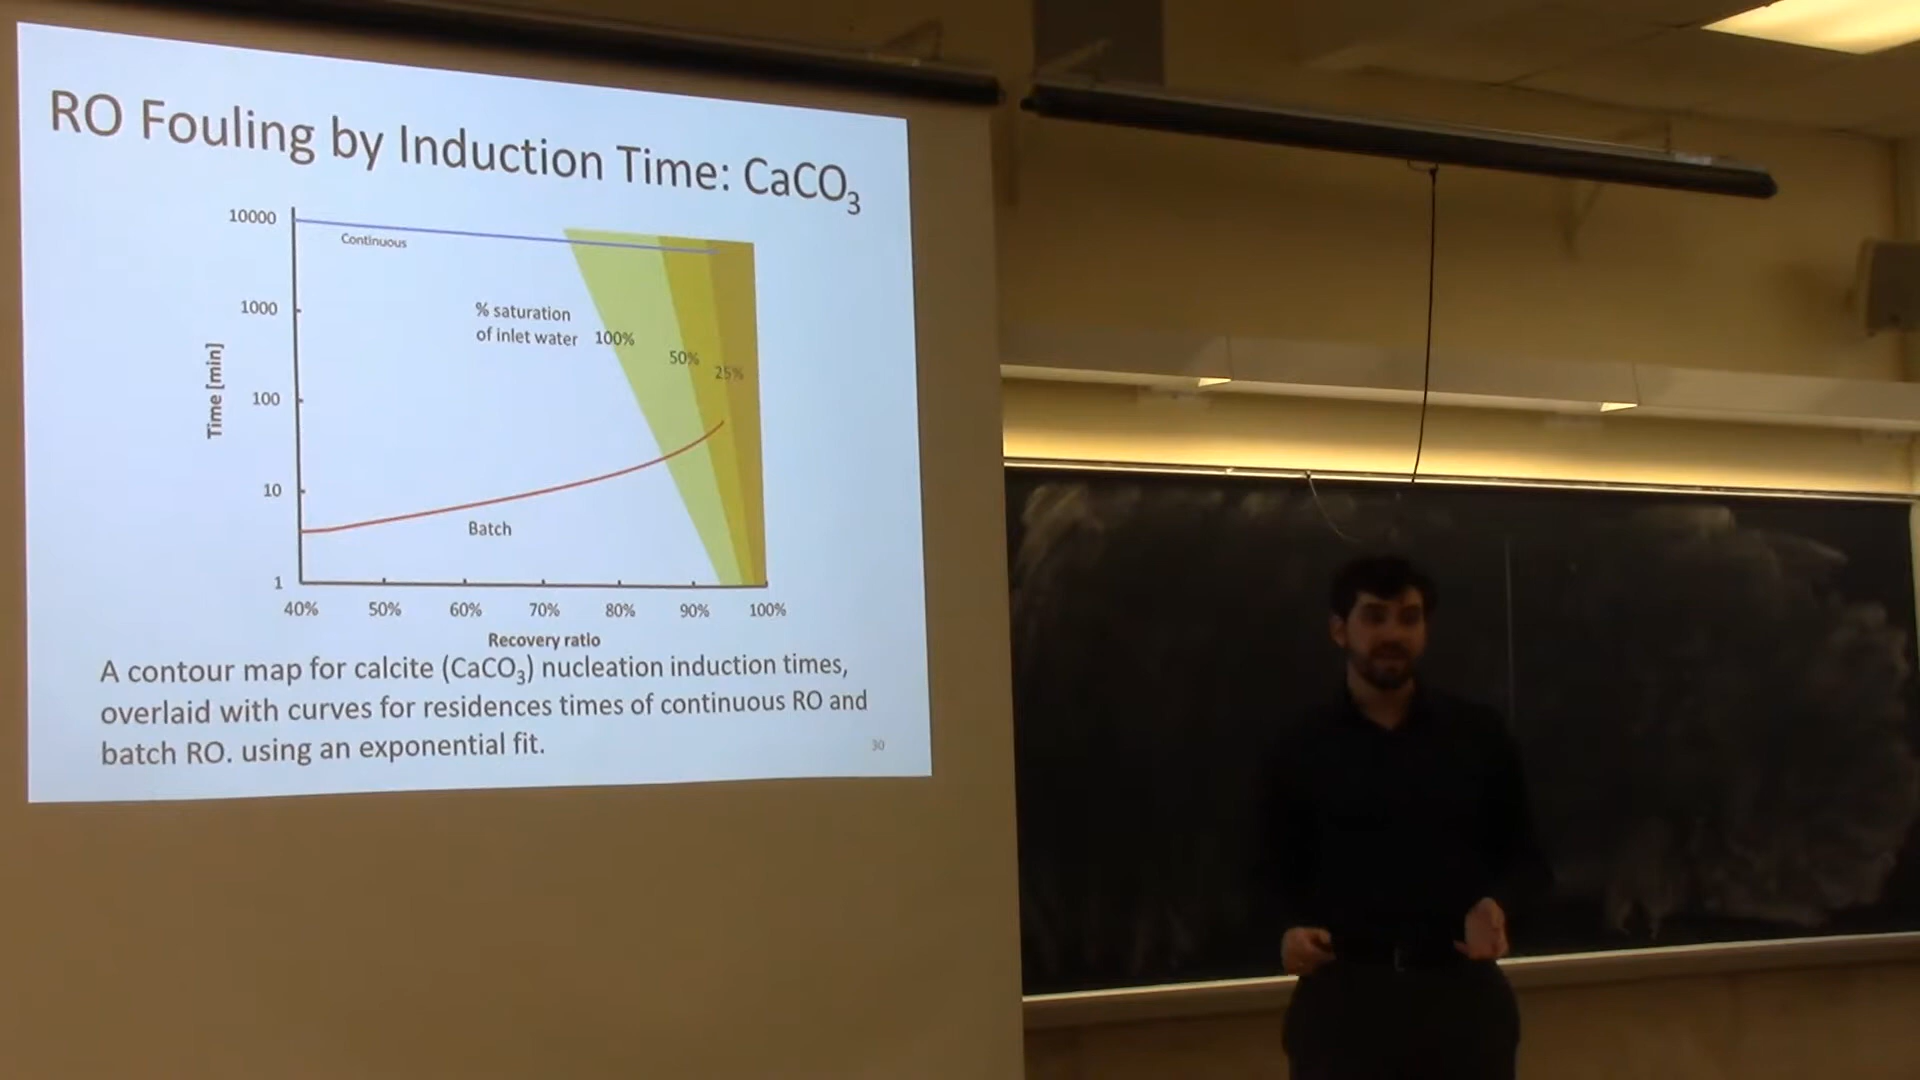 RO Fouling by Induction Time: CaCO3
10000
Continuous
1000
% saturation
of inlet water 100%
50%
25%
Time [min]
100
10
Batch
1
40% 50% 60% 70% 80% 90% 100%
Recovery ratio
A contour map for calcite (CaCO3) nucleation induction times,
overlaid with curves for residences times of continuous RO and
batch RO. using an exponential fit.
30